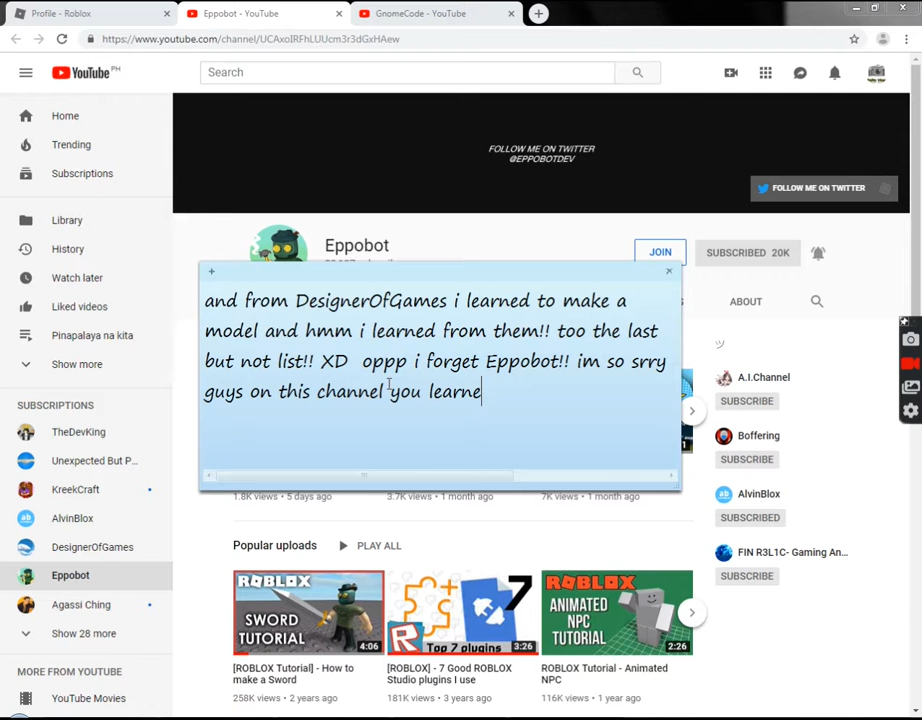 Profile - Roblox
Eppobot - YouTube
GnomeCode - YouTube
https://www.youtube.com/channel/UCAxoIRFhLUUcm3r3dGxHAew
YouTube PH
Search
Home
Trending
Subscriptions
Library
History
Watch later
Liked videos
Pinapalaya na kita
Show more
SUBSCRIPTIONS
TheDevKing
Unexpected But P...
KreekCraft
AlvinBlox
DesignerOfGames
Eppobot
Agassi Ching
Show 28 more
MORE FROM YOUTUBE
YouTube Movies
FOLLOW ME ON TWITTER
@EPPOBOTDEV
FOLLOW ME ON TWITTER
Eppobot
JOIN
SUBSCRIBED 20K
ABOUT
and from DesignerOfGames i learned to make a
model and hmm i learned from them!! too the last
but not list!! XD oppp i forget Eppobot!! im so srry
guys on this channel you learne
1.8K views • 5 days ago
3.7K views • 1 month ago
7K views • 1 month ago
Popular uploads
PLAY ALL
ROBLOX
SWORD
TUTORIAL
4:06
[ROBLOX Tutorial] - How to
make a Sword
258K views • 2 years ago
7
Top 7 plugins
3:26
[ROBLOX] - 7 Good ROBLOX
Studio plugins I use
181K views • 3 years ago
ROBLOX
ANIMATED
NPC
TUTORIAL
2:26
ROBLOX Tutorial - Animated
NPC
116K views • 1 year ago
ツ
A.I.Channel
SUBSCRIBE
Boffering
SUBSCRIBE
ab
AlvinBlox
SUBSCRIBED
FIN R3L1C- Gaming An...
SUBSCRIBE